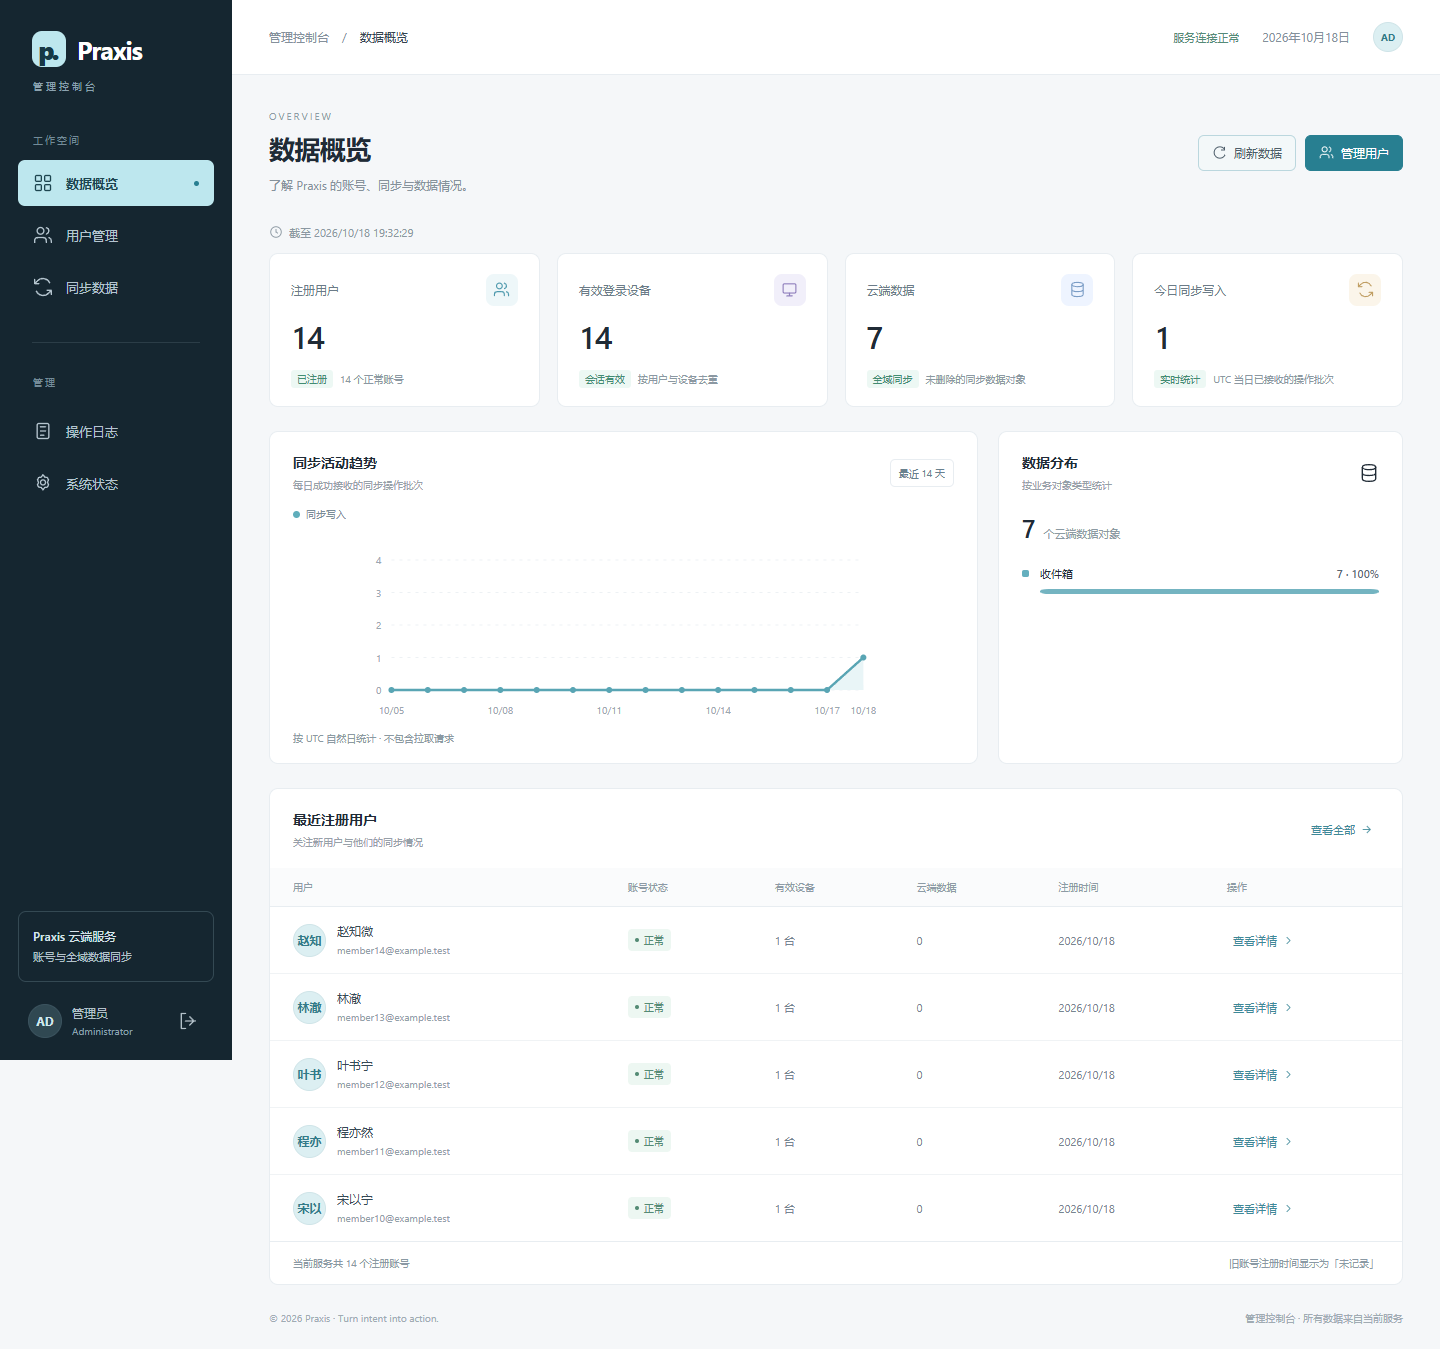 p. Praxis
管理控制台
工作空间
数据概览
用户管理
同步数据
管理
操作日志
系统状态
Praxis 云端服务
账号与全域数据同步
AD
管理员
Administrator
管理控制台 / 数据概览
服务连接正常
2026年10月18日
AD
OVERVIEW
数据概览
了解 Praxis 的账号、同步与数据情况。
刷新数据
管理用户
截至 2026/10/18 19:32:29
注册用户
14
已注册 14 个正常账号
有效登录设备
14
会话有效 按用户与设备去重
云端数据
7
全域同步 未删除的同步数据对象
今日同步写入
1
实时统计 UTC 当日已接收的操作批次
同步活动趋势
每日成功接收的同步操作批次
最近 14 天
同步写入
4
3
2
1
0
10/05 10/08 10/11 10/14 10/17 10/18
按 UTC 自然日统计 · 不包含拉取请求
数据分布
按业务对象类型统计
7 个云端数据对象
收件箱 7 · 100%
最近注册用户
关注新用户与他们的同步情况
查看全部
用户 账号状态 有效设备 云端数据 注册时间 操作
赵知 赵知微 正常 1 台 0 2026/10/18 查看详情
member14@example.test
林澈 林澈 正常 1 台 0 2026/10/18 查看详情
member13@example.test
叶书 叶书宁 正常 1 台 0 2026/10/18 查看详情
member12@example.test
程亦 程亦然 正常 1 台 0 2026/10/18 查看详情
member11@example.test
宋以 宋以宁 正常 1 台 0 2026/10/18 查看详情
member10@example.test
当前服务共 14 个注册账号
旧账号注册时间显示为「未记录」
© 2026 Praxis · Turn intent into action.
管理控制台 · 所有数据来自当前服务